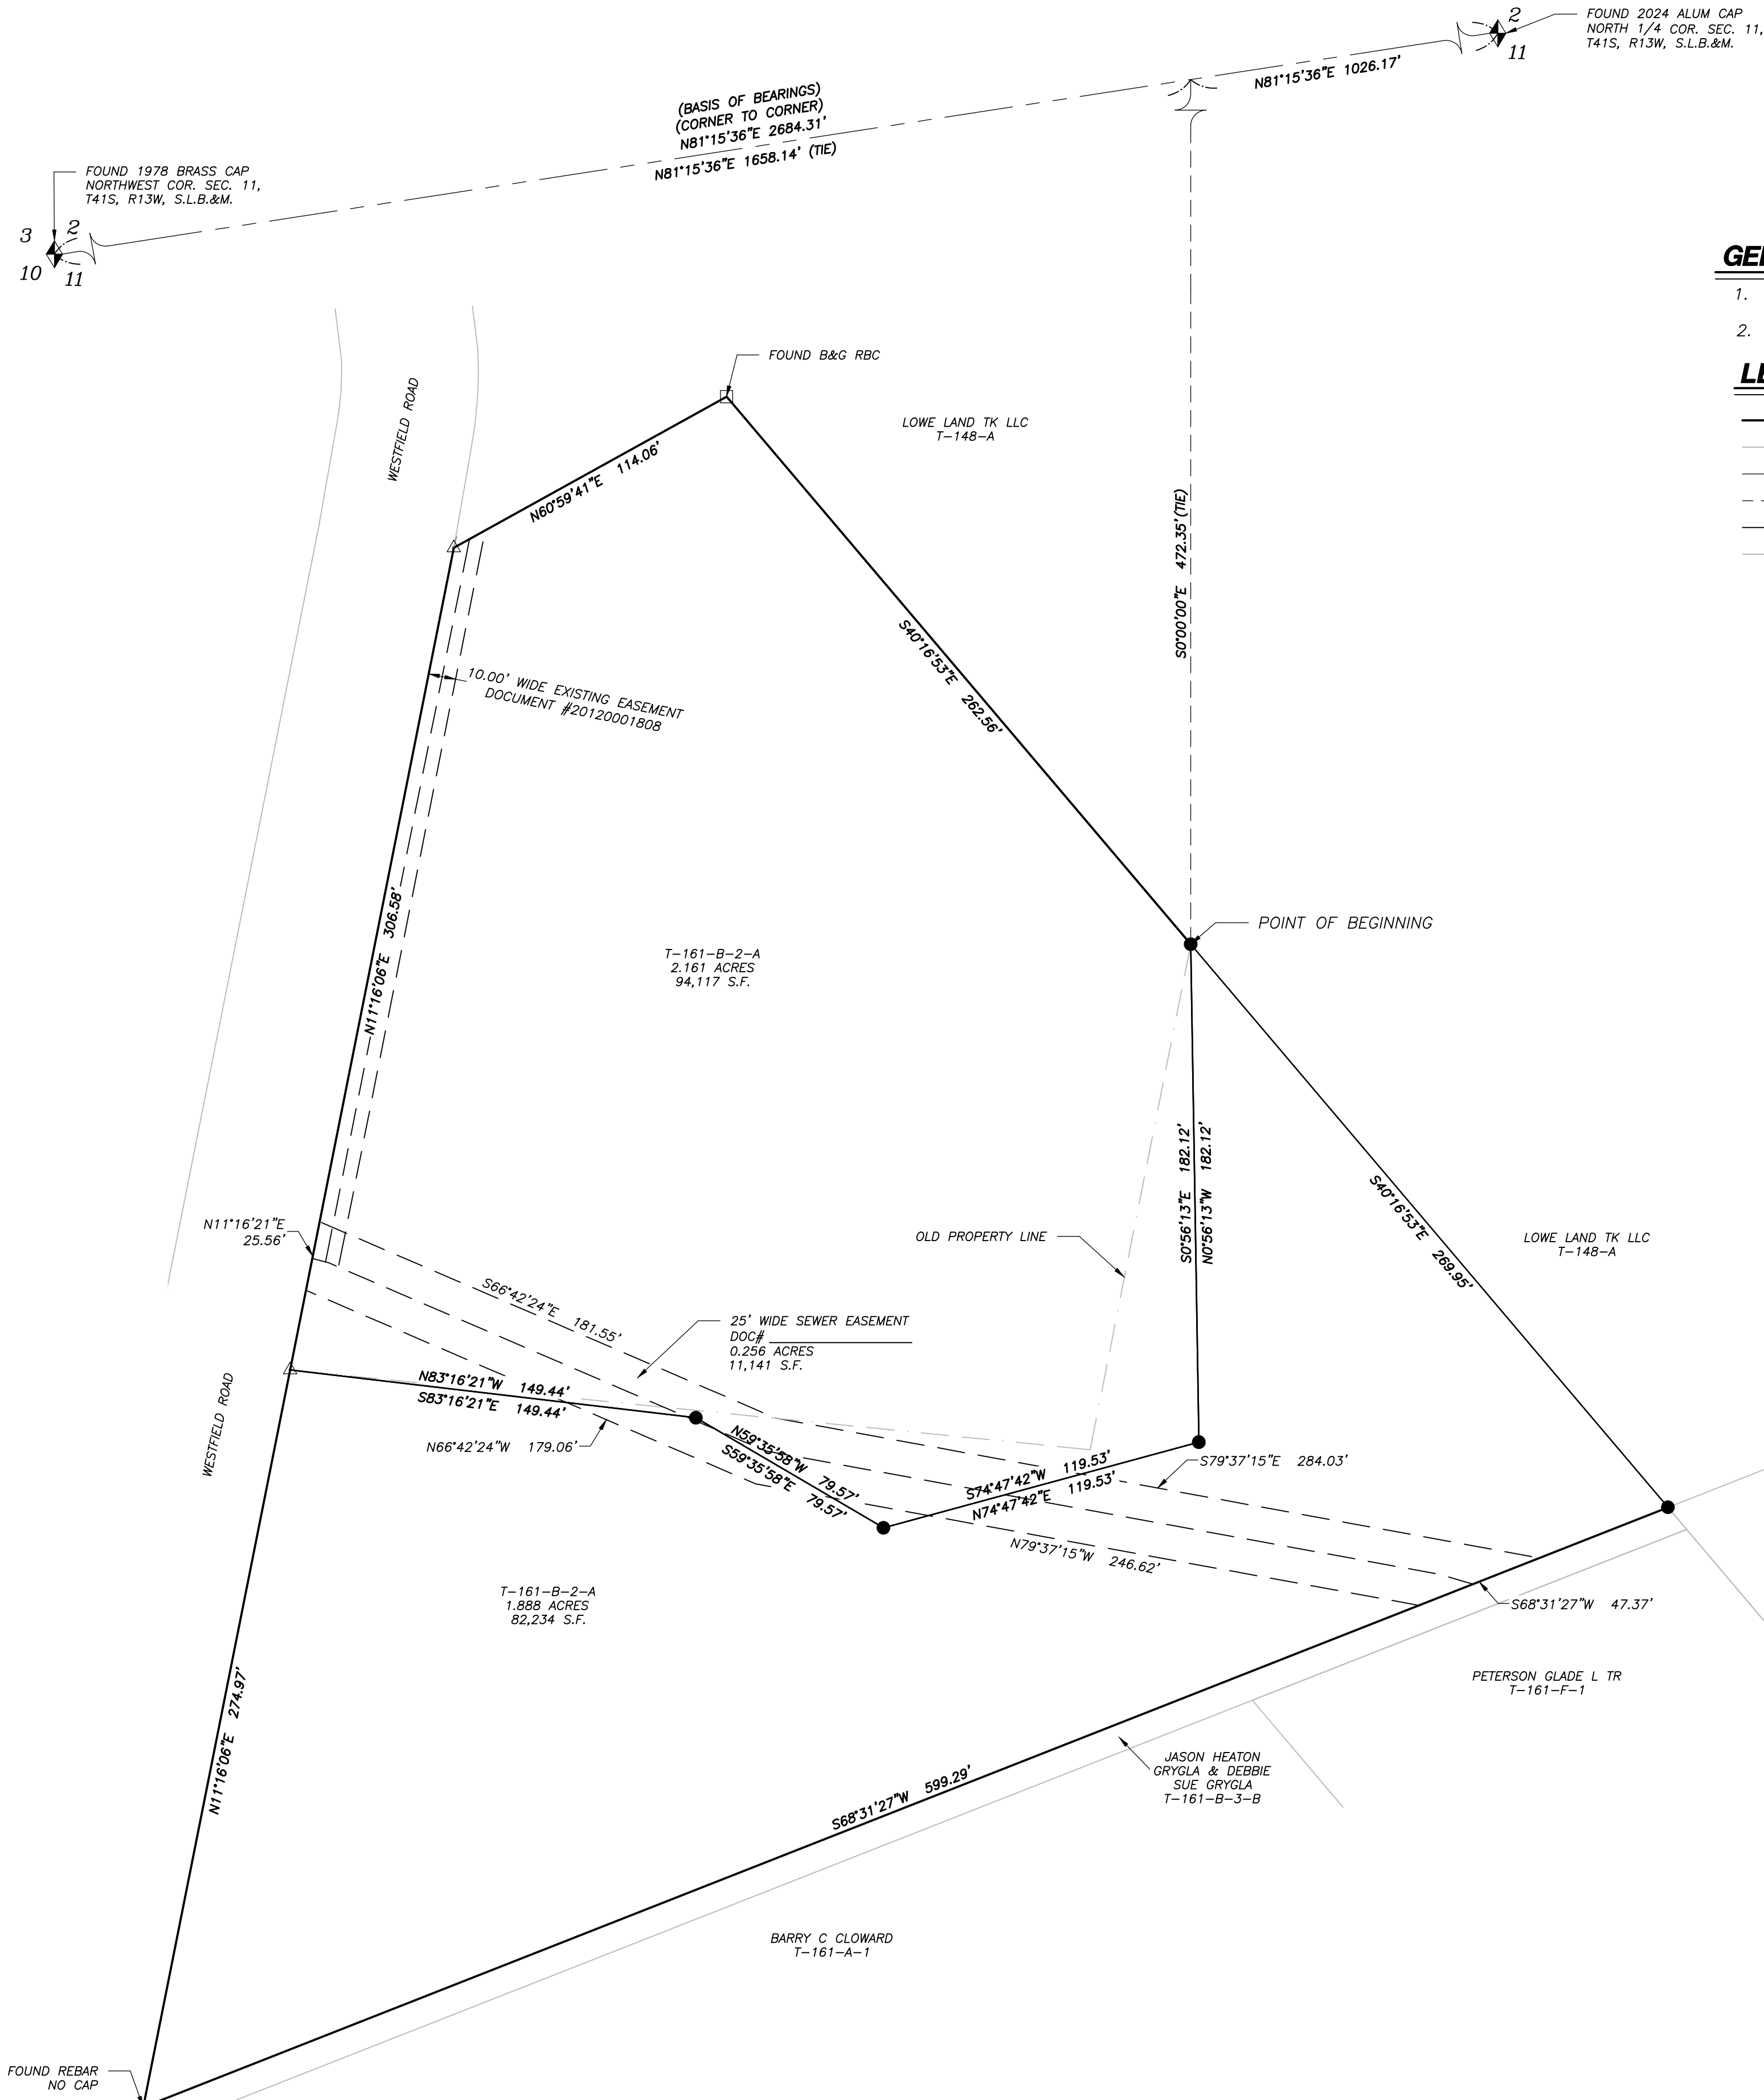 2
11
FOUND 2024 ALUM CAP
NORTH 1/4 COR. SEC. 11,
T41S, R13W, S.L.B.&M.
N81°15'36"E 1026.17'
(BASIS OF BEARINGS)
(CORNER TO CORNER)
N81°15'36"E 2684.31'
N81°15'36"E 1658.14' (TIE)
FOUND 1978 BRASS CAP
NORTHWEST COR. SEC. 11,
T41S, R13W, S.L.B.&M.
3
2
10
11
1.
2.
FOUND B&G RBC
WESTFIELD ROAD
LOWE LAND TK LLC
T-148-A
N60°59'41"E 114.06'
S0°00'00"E 472.35'(TIE)
S40°16'53"E 262.56'
10.00' WIDE EXISTING EASEMENT
DOCUMENT #20120001808
N11°16'06"E 306.58'
POINT OF BEGINNING
T-161-B-2-A
2.161 ACRES
94,117 S.F.
S0°56'13"E 182.12'
N0°56'13"W 182.12'
S40°16'53"E 269.95'
N11°16'21"E
25.56'
OLD PROPERTY LINE
LOWE LAND TK LLC
T-148-A
S66°42'24"E 181.55'
25' WIDE SEWER EASEMENT
DOC#
0.256 ACRES
11,141 S.F.
N83°16'21"W 149.44'
S83°16'21"E 149.44'
WESTFIELD ROAD
N66°42'24"W 179.06'
N59°35'58"W 79.57'
S59°35'58"E 79.57'
S74°47'42"W 119.53'
N74°47'42"E 119.53'
S79°37'15"E 284.03'
N79°37'15"W 246.62'
T-161-B-2-A
1.888 ACRES
82,234 S.F.
S68°31'27"W 47.37'
PETERSON GLADE L TR
T-161-F-1
N11°16'06"E 274.97'
JASON HEATON
GRYGLA & DEBBIE
SUE GRYGLA
T-161-B-3-B
S68°31'27"W 599.29'
BARRY C CLOWARD
T-161-A-1
FOUND REBAR
NO CAP